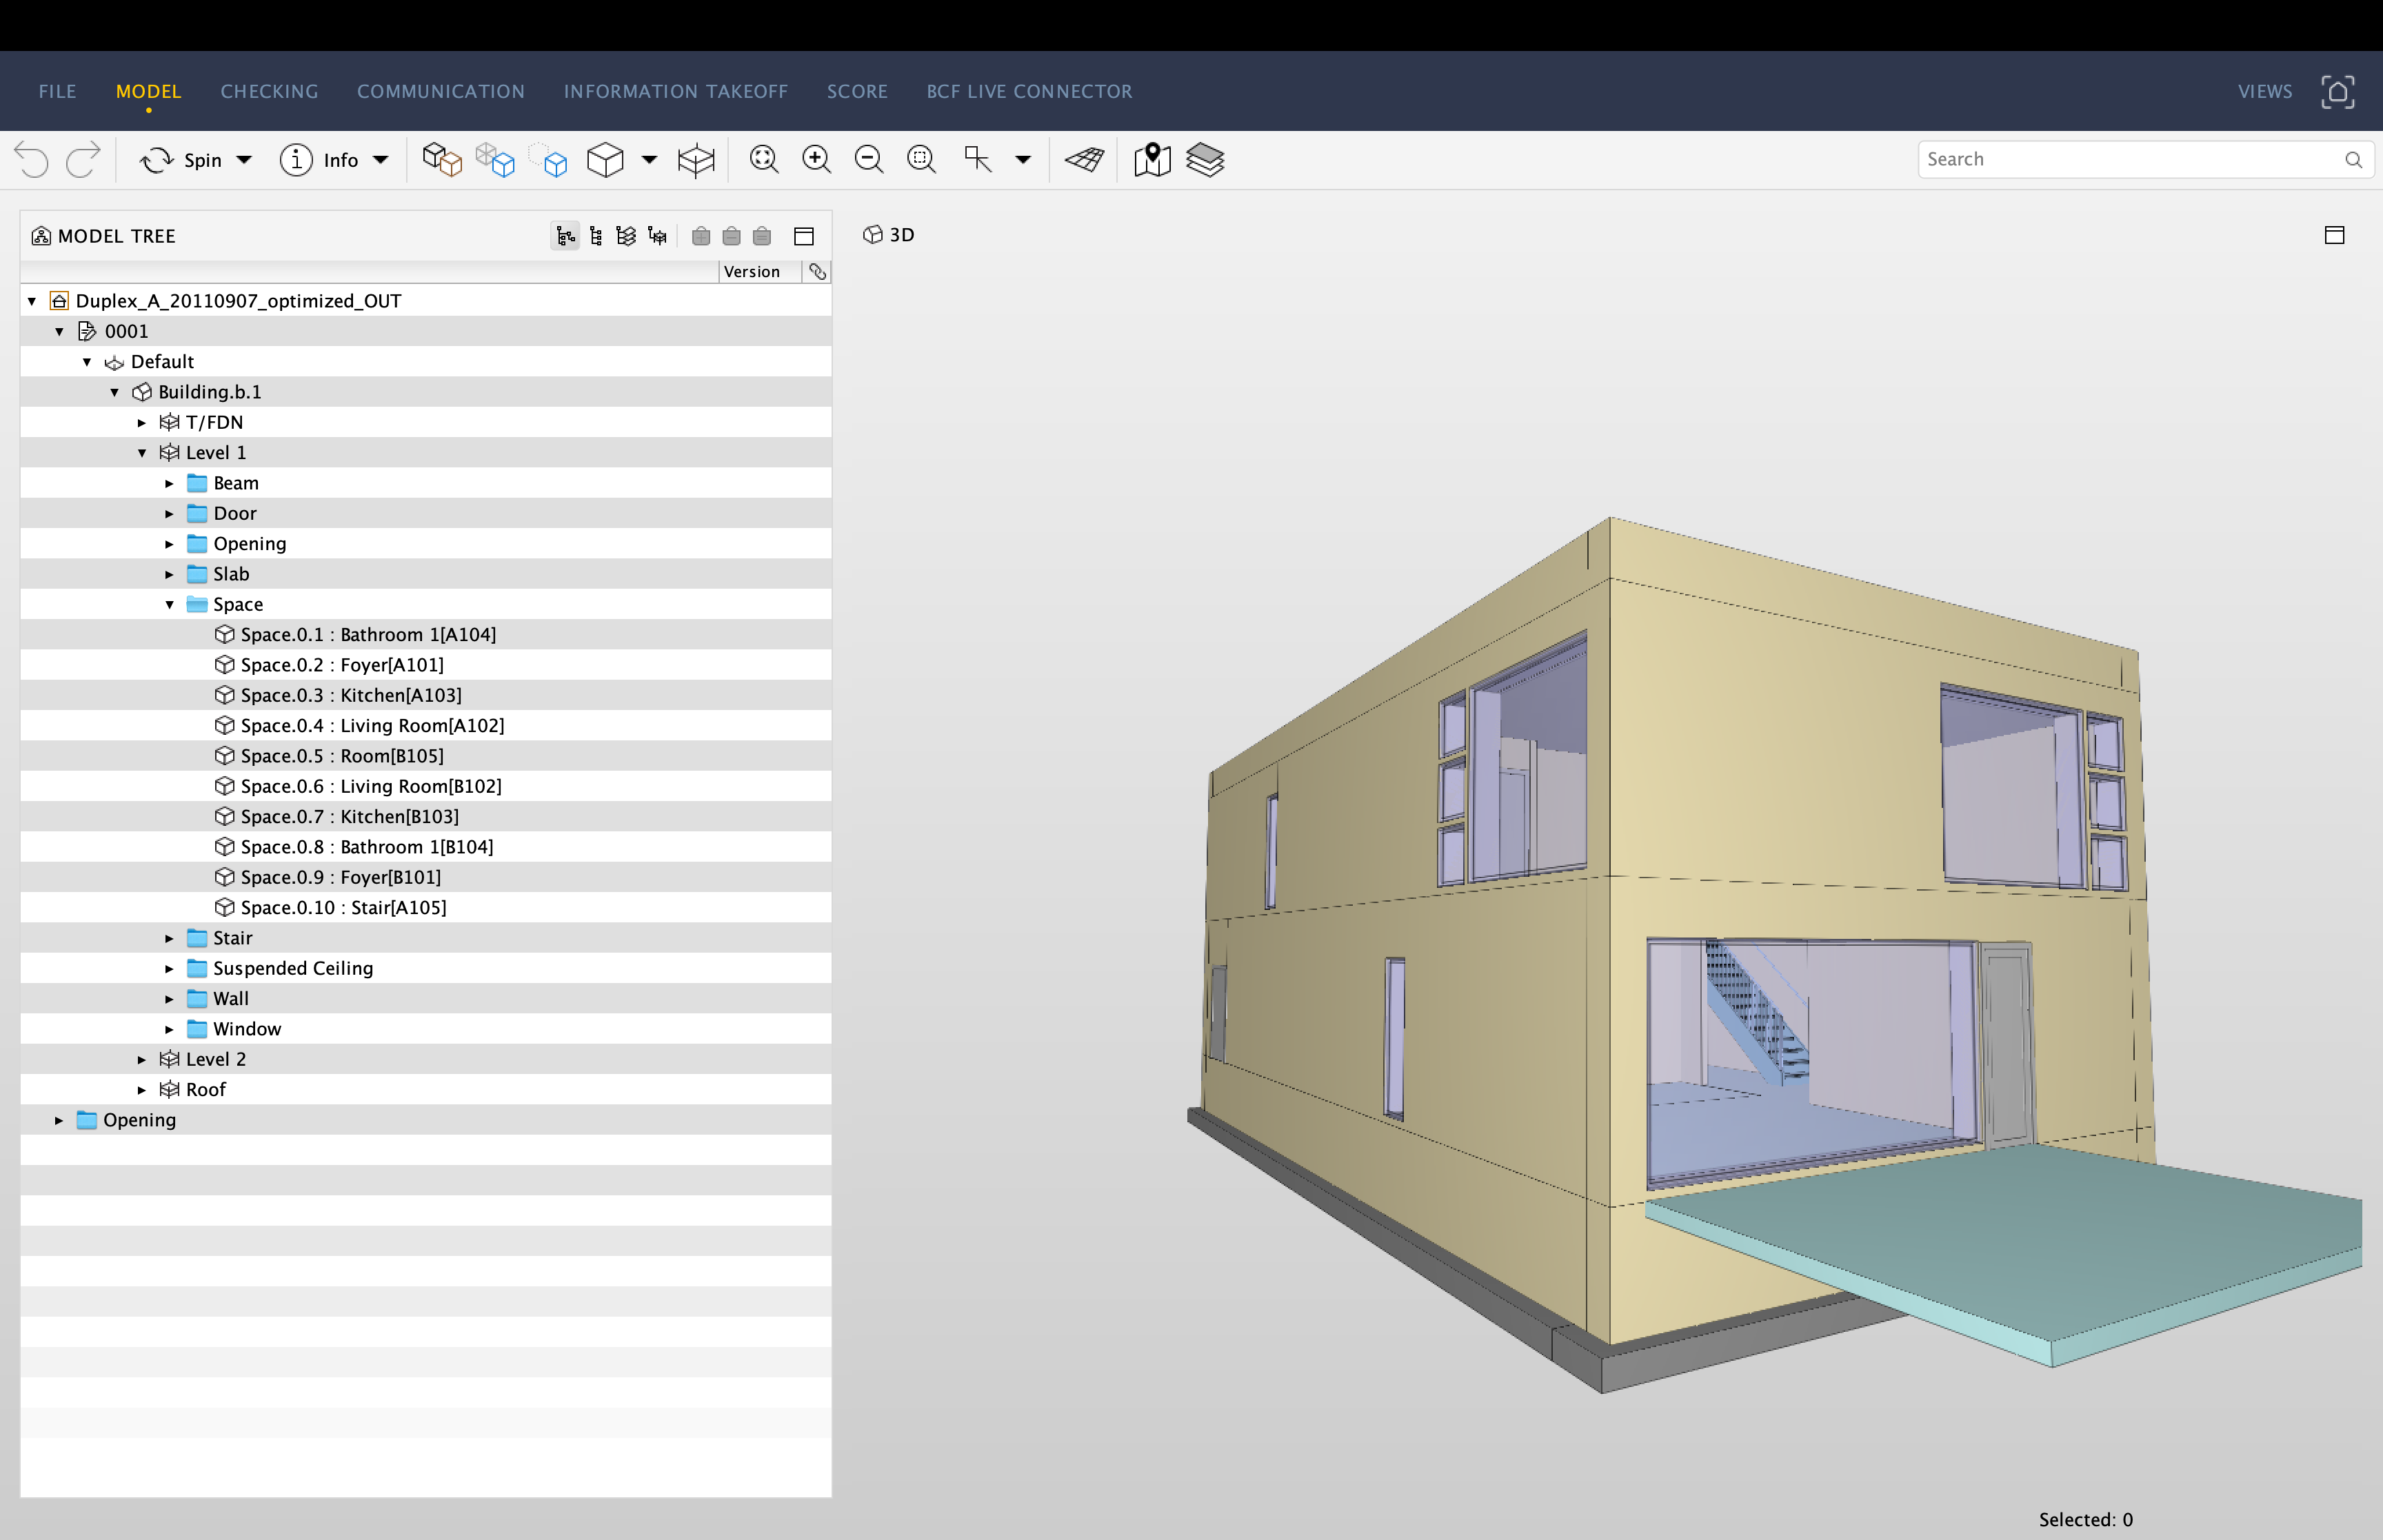 FILE MODEL CHECKING COMMUNICATION INFORMATION TAKEOFF SCORE BCF LIVE CONNECTOR VIEWS
Spin Info Search
MODEL TREE
3D
Version
Duplex_A_20110907_optimized_OUT
0001
Default
Building.b.1
T/FDN
Level 1
Beam
Door
Opening
Slab
Space
Space.0.1 : Bathroom 1[A104]
Space.0.2 : Foyer[A101]
Space.0.3 : Kitchen[A103]
Space.0.4 : Living Room[A102]
Space.0.5 : Room[B105]
Space.0.6 : Living Room[B102]
Space.0.7 : Kitchen[B103]
Space.0.8 : Bathroom 1[B104]
Space.0.9 : Foyer[B101]
Space.0.10 : Stair[A105]
Stair
Suspended Ceiling
Wall
Window
Level 2
Roof
Opening
Selected: 0